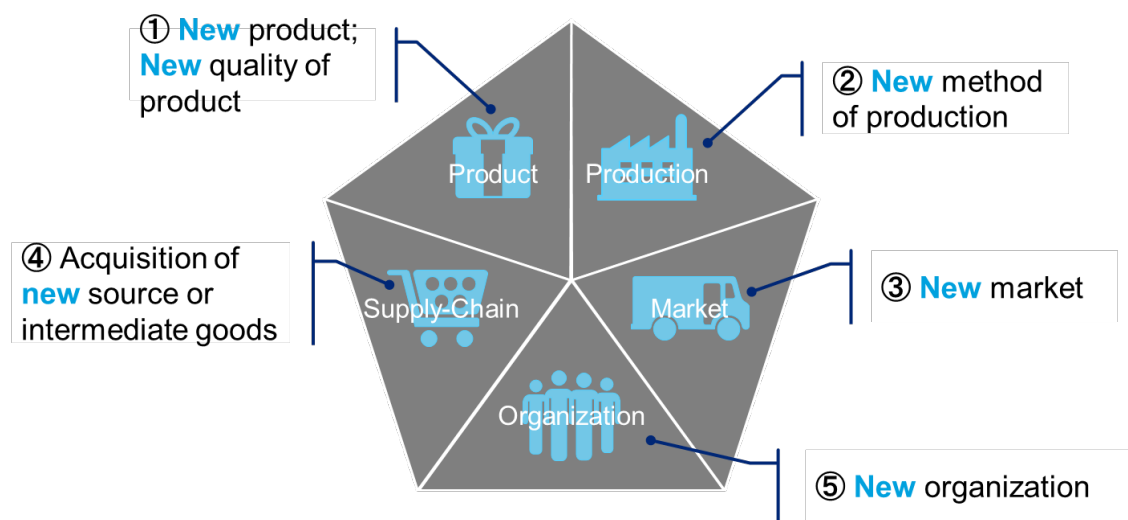 ① New product;
New quality of
product
② New method
of production
Product
Production
④ Acquisition of
new source or
intermediate goods
Supply-Chain
Market
③ New market
Organization
⑤ New organization